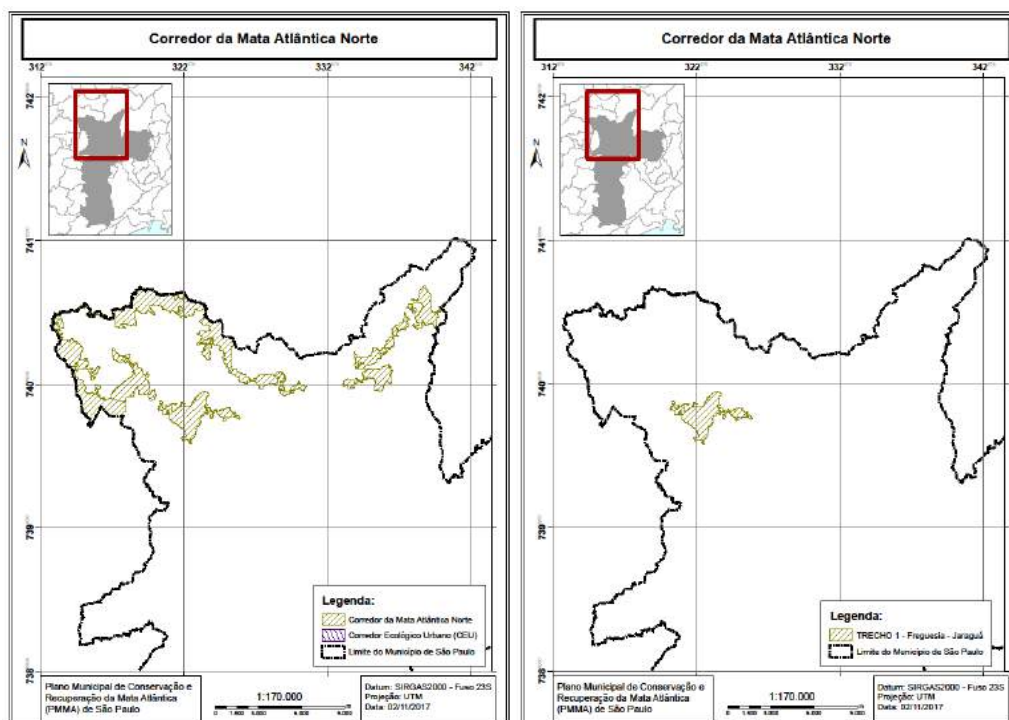 Corredor da Mata Atlântica Norte
312
322
332
342
742
741
740
739
738
N
Legenda:
Corredor da Mata Atlântica Norte
Corredor Ecológico Urbano (CEU)
Limite do Município de São Paulo
Plano Municipal de Conservação e
Recuperação da Mata Atlântica
(PMMA) de São Paulo
1:170.000
Datum: SIRGAS2000 - Fuso 23S
Projeção: UTM
Data: 02/11/2017
Corredor da Mata Atlântica Norte
312
322
332
342
742
741
740
739
738
N
Legenda:
TRECHO 1 - Freguesia - Jaraguá
Limite do Município de São Paulo
Plano Municipal de Conservação e
Recuperação da Mata Atlântica
(PMMA) de São Paulo
1:170.000
Datum: SIRGAS2000 - Fuso 23S
Projeção: UTM
Data: 02/11/2017